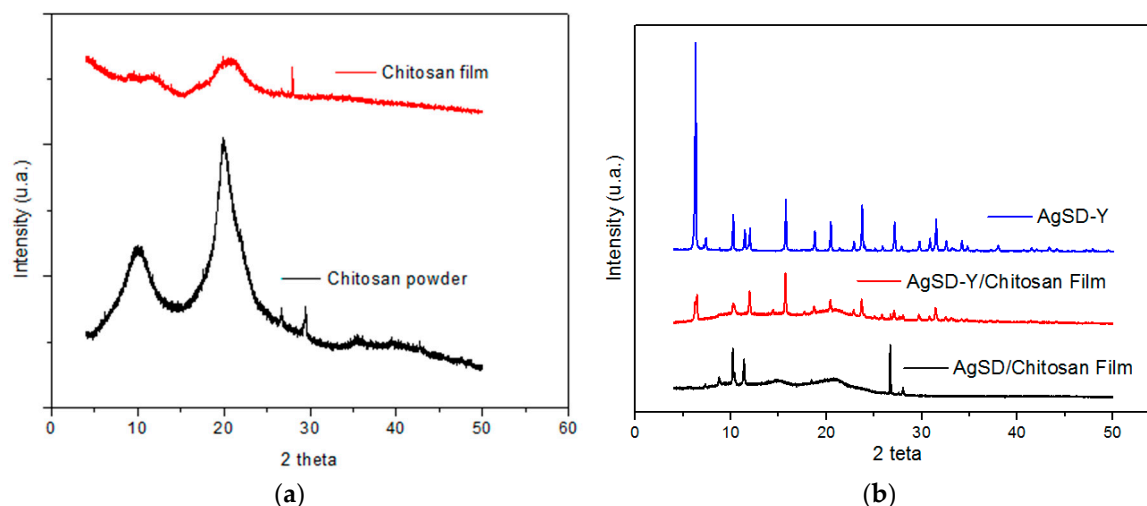 Intensity (u.a.)
Chitosan film
Chitosan powder
0 10 20 30 40 50 60
2 theta
(a)
Intensity (u.a.)
AgSD-Y
AgSD-Y/Chitosan Film
AgSD/Chitosan Film
0 10 20 30 40 50
2 teta
(b)